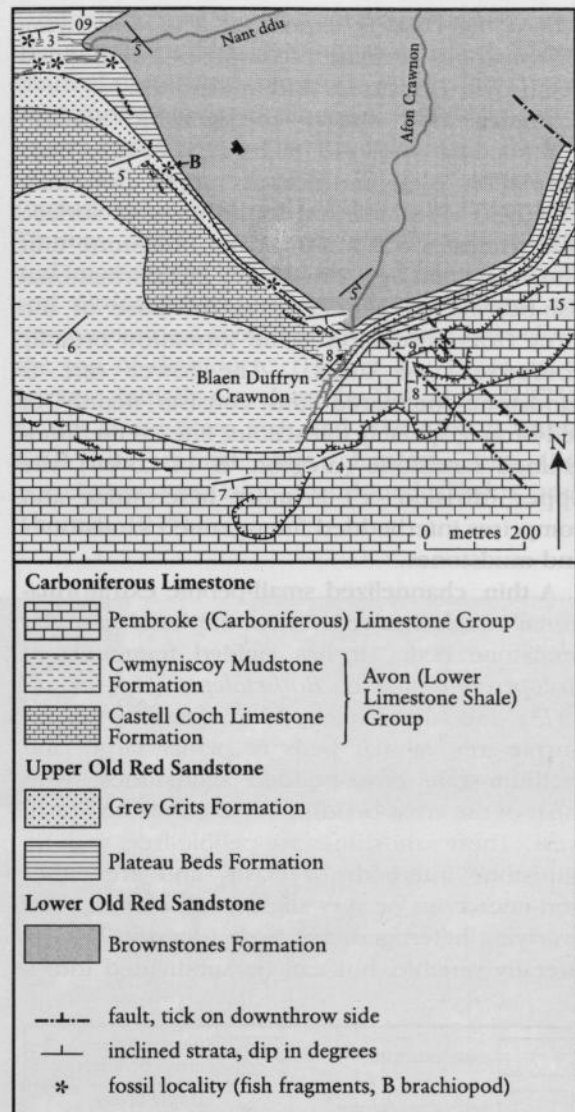 3
09
Nant ddu
5
Afon Crawnon
B
5
5
15
8
9
6
Blaen Duffryn
Crawnon
8
4
7
N
0 metres 200
Carboniferous Limestone
Pembroke (Carboniferous) Limestone Group
Cwmyniscoy Mudstone
Formation
Castell Coch Limestone
Formation
Avon (Lower
Limestone Shale)
Group
Upper Old Red Sandstone
Grey Grits Formation
Plateau Beds Formation
Lower Old Red Sandstone
Brownstones Formation
fault, tick on downthrow side
inclined strata, dip in degrees
fossil locality (fish fragments, B brachiopod)